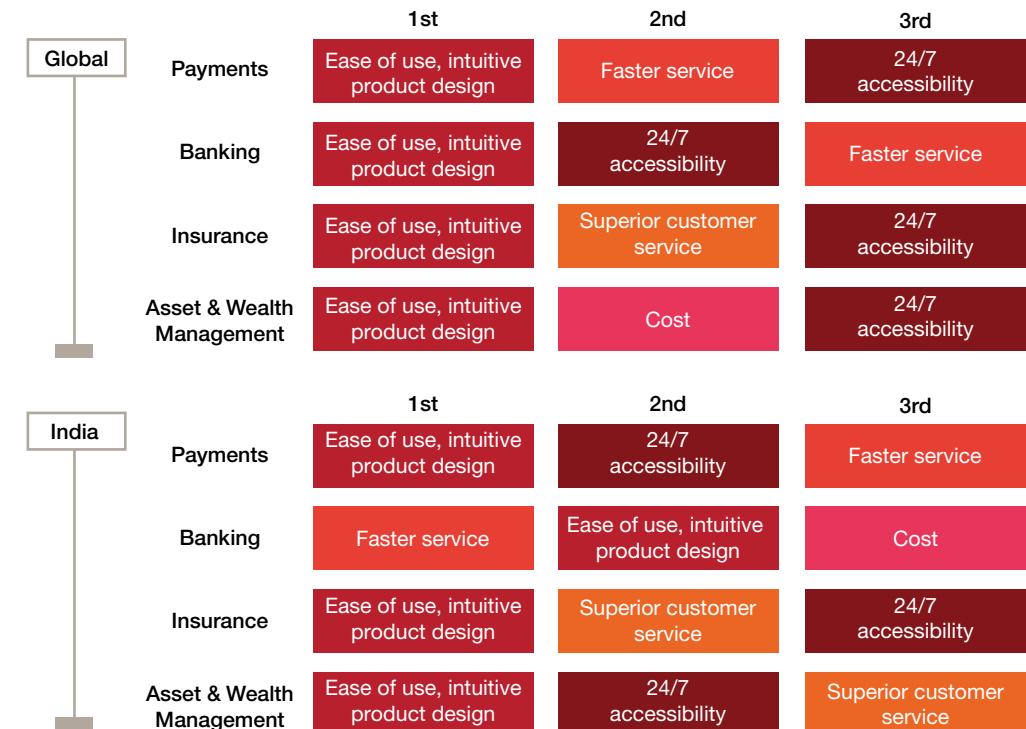 1st 2nd 3rd
Global
Payments
Ease of use, intuitive
product design
Faster service
24/7
accessibility
Banking
Ease of use, intuitive
product design
24/7
accessibility
Faster service
Insurance
Ease of use, intuitive
product design
Superior customer
service
24/7
accessibility
Asset & Wealth
Management
Ease of use, intuitive
product design
Cost
24/7
accessibility
1st 2nd 3rd
India
Payments
Ease of use, intuitive
product design
24/7
accessibility
Faster service
Banking
Faster service
Ease of use, intuitive
product design
Cost
Insurance
Ease of use, intuitive
product design
Superior customer
service
24/7
accessibility
Asset & Wealth
Management
Ease of use, intuitive
product design
24/7
accessibility
Superior customer
service